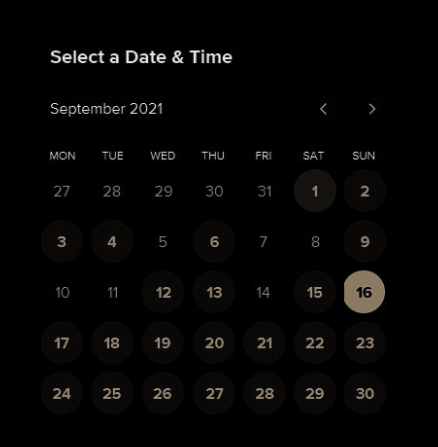 Select a Date & Time
September 2021
MON TUE WED THU FRI SAT SUN
27 28 29 30 31 1 2
3 4 5 6 7 8 9
10 11 12 13 14 15 16
17 18 19 20 21 22 23
24 25 26 27 28 29 30